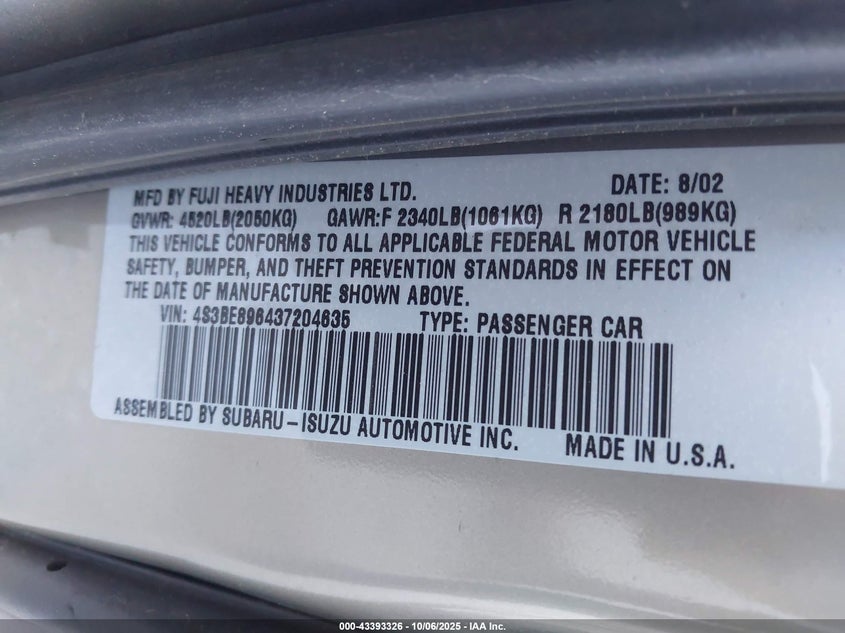 MFD BY FUJI HEAVY INDUSTRIES LTD. DATE: 8/02
GVWR: 4520LB(2050KG) GAWR:F 2340LB(1061KG) R 2180LB(989KG)
THIS VEHICLE CONFORMS TO ALL APPLICABLE FEDERAL MOTOR VEHICLE
SAFETY, BUMPER, AND THEFT PREVENTION STANDARDS IN EFFECT ON
THE DATE OF MANUFACTURE SHOWN ABOVE.
VIN: 4S3BE896437204635 TYPE: PASSENGER CAR
ASSEMBLED BY SUBARU-ISUZU AUTOMOTIVE INC. MADE IN U.S.A.
000-43393326 - 10/06/2025 - IAA Inc.